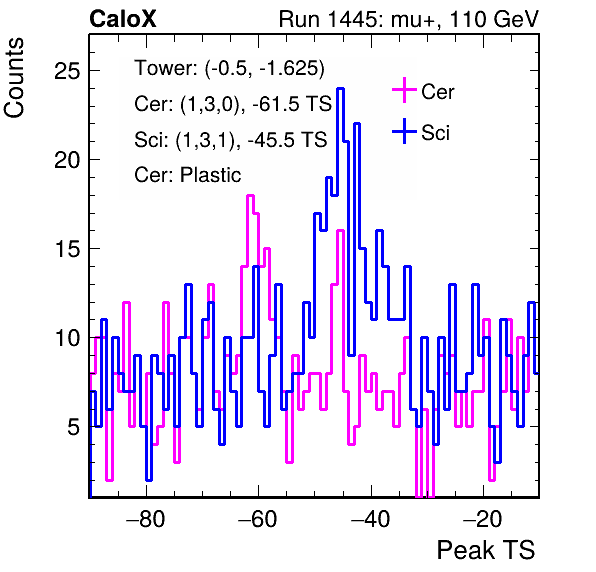 CaloX Run 1445: mu+, 110 GeV
Counts
Tower: (-0.5, -1.625)
Cer: (1,3,0), -61.5 TS
Sci: (1,3,1), -45.5 TS
Cer: Plastic
Cer
Sci
25
20
15
10
5
−80 −60 −40 −20
Peak TS